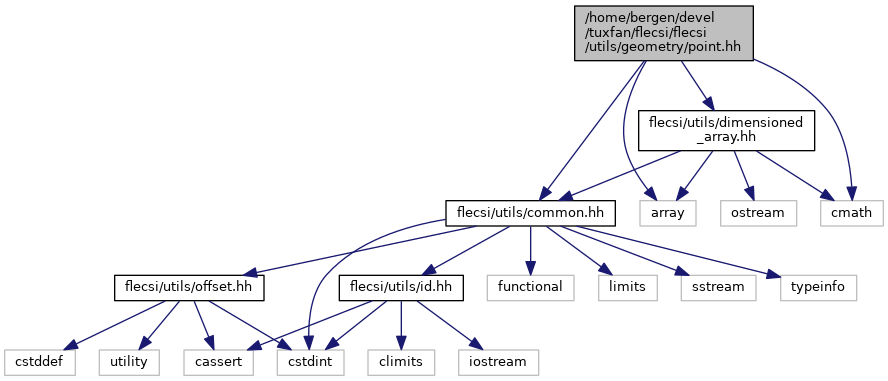 /home/bergen/devel
/tuxfan/flecsi/flecsi
/utils/geometry/point.hh
flecsi/utils/dimensioned
_array.hh
flecsi/utils/common.hh
array
ostream
cmath
flecsi/utils/offset.hh
flecsi/utils/id.hh
functional
limits
sstream
typeinfo
cstddef
utility
cassert
cstdint
climits
iostream